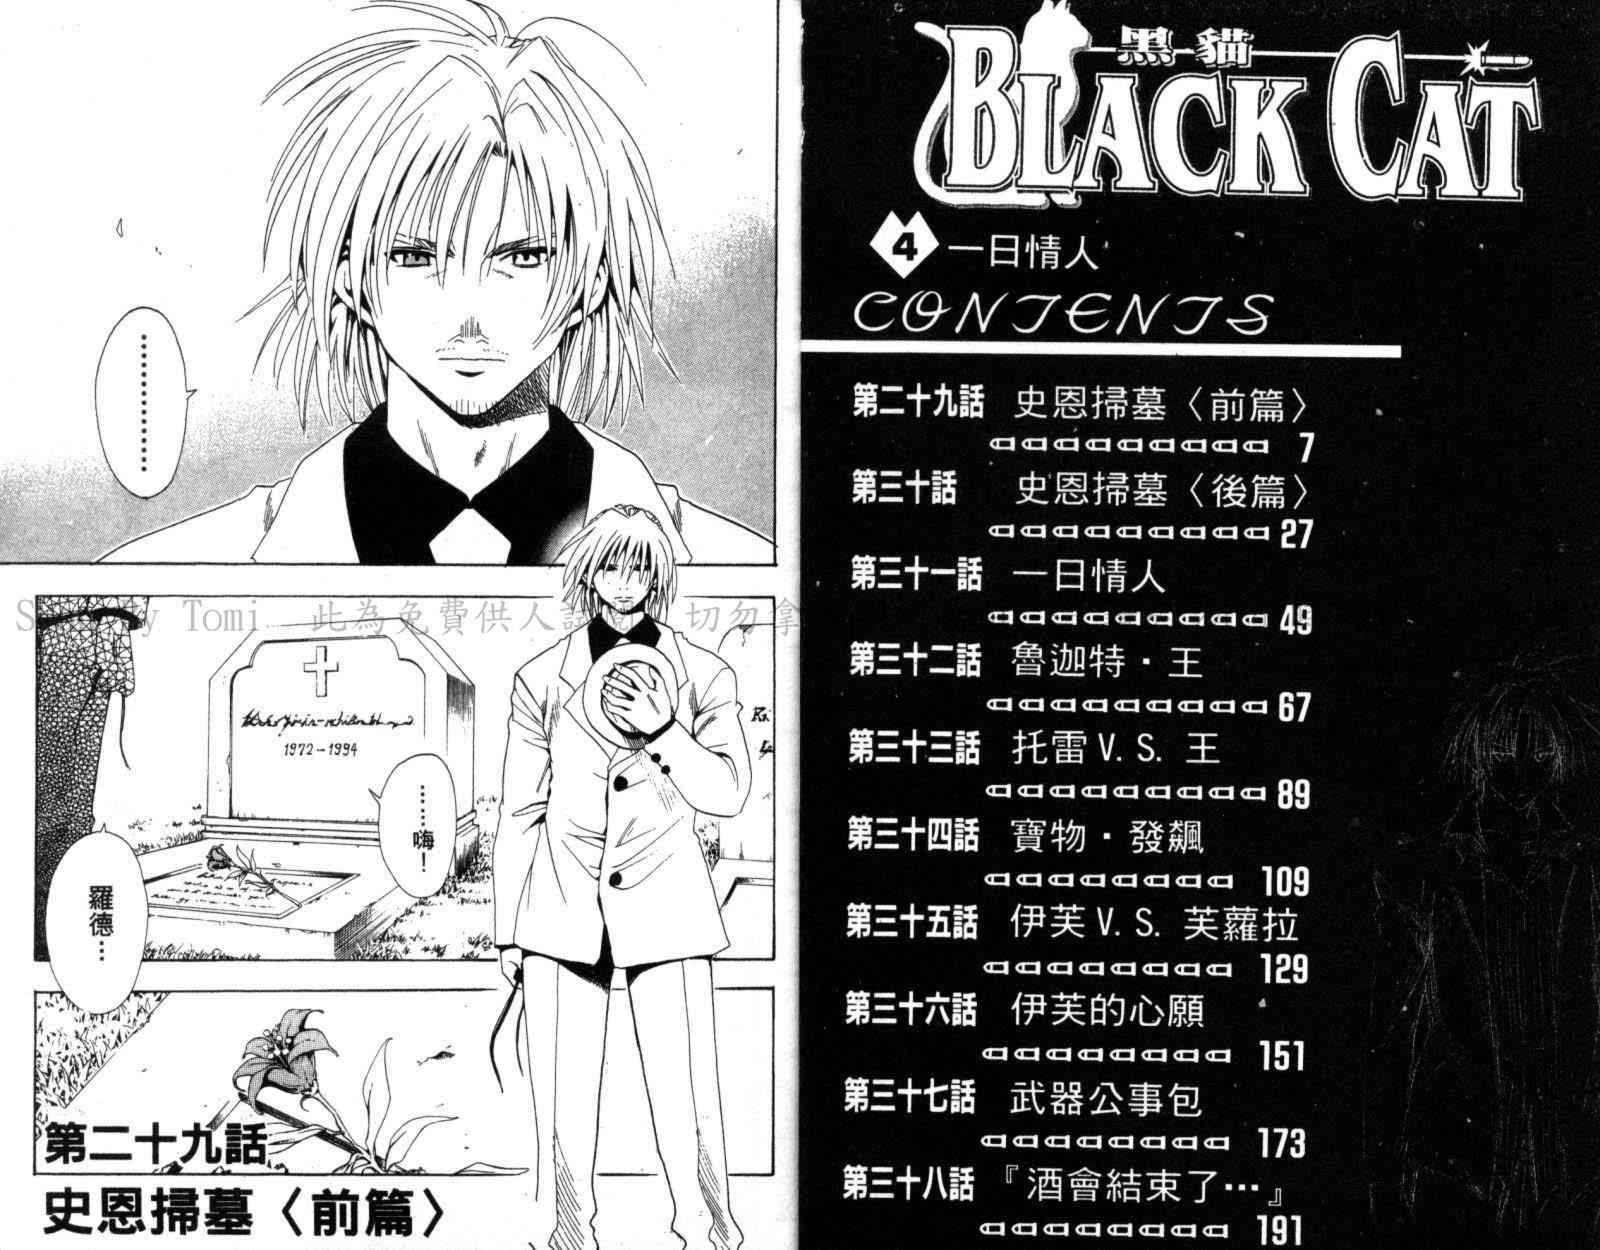 黑貓
BLACK CAT
4 一日情人
CONTENTS
第二十九話 史恩掃墓〈前篇〉
7
第三十話 史恩掃墓〈後篇〉
27
第三十一話 一日情人
49
第三十二話 魯迦特・王
67
第三十三話 托雷V.S.王
89
第三十四話 寶物・發飆
109
第三十五話 伊芙V.S.芙蘿拉
129
第三十六話 伊芙的心願
151
第三十七話 武器公事包
173
第三十八話 『酒會結束了…』
191
…………
Tomi 此為免費供人試 切勿拿
1972-1994
……嗨！
羅德…
第二十九話
史恩掃墓〈前篇〉